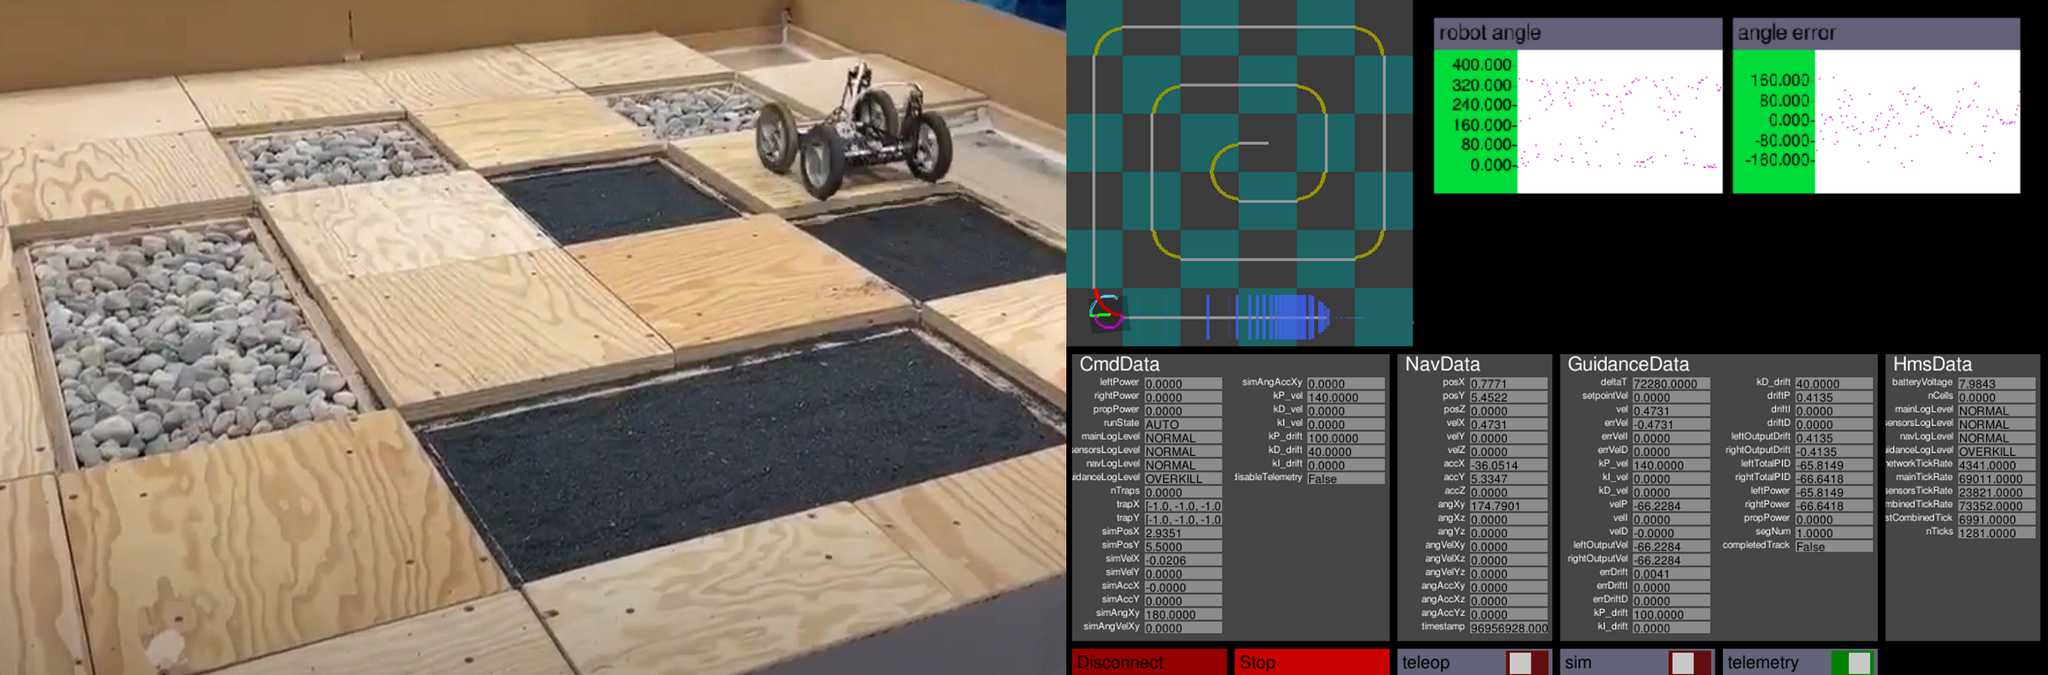 robot angle
400.000
320.000
240.000
160.000
80.000
0.000
angle error
160.000
80.000
0.000
-80.000
-160.000
CmdData
leftPower 0.0000
rightPower 0.0000
propPower 0.0000
runState AUTO
mainLogLevel NORMAL
sensorsLogLevel NORMAL
navLogLevel NORMAL
uidanceLogLevel OVERKILL
nTraps 0.0000
trapX [-1.0, -1.0, -1.0
trapY [-1.0, -1.0, -1.0
simPosX 2.9351
simPosY 5.5000
simVelX -0.0206
simVelY 0.0000
simAccX -0.0000
simAccY 0.0000
simAngXy 180.0000
simAngVelXy 0.0000
simAngAccXy 0.0000
kP_vel 140.0000
kD_vel 0.0000
kI_vel 0.0000
kP_drift 100.0000
kD_drift 40.0000
kI_drift 0.0000
disableTelemetry False
NavData
posX 0.7771
posY 5.4522
posZ 0.0000
velX 0.4731
velY 0.0000
velZ 0.0000
accX -36.0514
accY 5.3347
accZ 0.0000
angXy 174.7901
angXz 0.0000
angYz 0.0000
angVelXy 0.0000
angVelXz 0.0000
angVelYz 0.0000
angAccXy 0.0000
angAccXz 0.0000
angAccYz 0.0000
timestamp 96956928.000
GuidanceData
deltaT 72280.0000
setpointVel 0.0000
vel 0.4731
errVel -0.4731
errVelI 0.0000
errVelD 0.0000
kP_vel 140.0000
kI_vel 0.0000
kD_vel 0.0000
velP -66.2284
velI 0.0000
velD -0.0000
leftOutputVel -66.2284
rightOutputVel -66.2284
errDrift 0.0041
errDriftI 0.0000
errDriftD 0.0000
kP_drift 100.0000
kI_drift 0.0000
kD_drift 40.0000
driftP 0.4135
driftI 0.0000
driftD 0.0000
leftOutputDrift 0.4135
rightOutputDrift -0.4135
leftTotalPID -65.8149
rightTotalPID -66.6418
leftPower -65.8149
rightPower -66.6418
propPower 0.0000
segNum 1.0000
completedTrack False
HmsData
batteryVoltage 7.9843
nCells 0.0000
mainLogLevel NORMAL
ensorsLogLevel NORMAL
navLogLevel NORMAL
uidanceLogLevel OVERKILL
networkTickRate 4341.0000
mainTickRate 69011.0000
ensorsTickRate 23821.0000
mbinedTickRate 73352.0000
stCombinedTick 6991.0000
nTicks 1281.0000
Disconnect
Stop
teleop
sim
telemetry